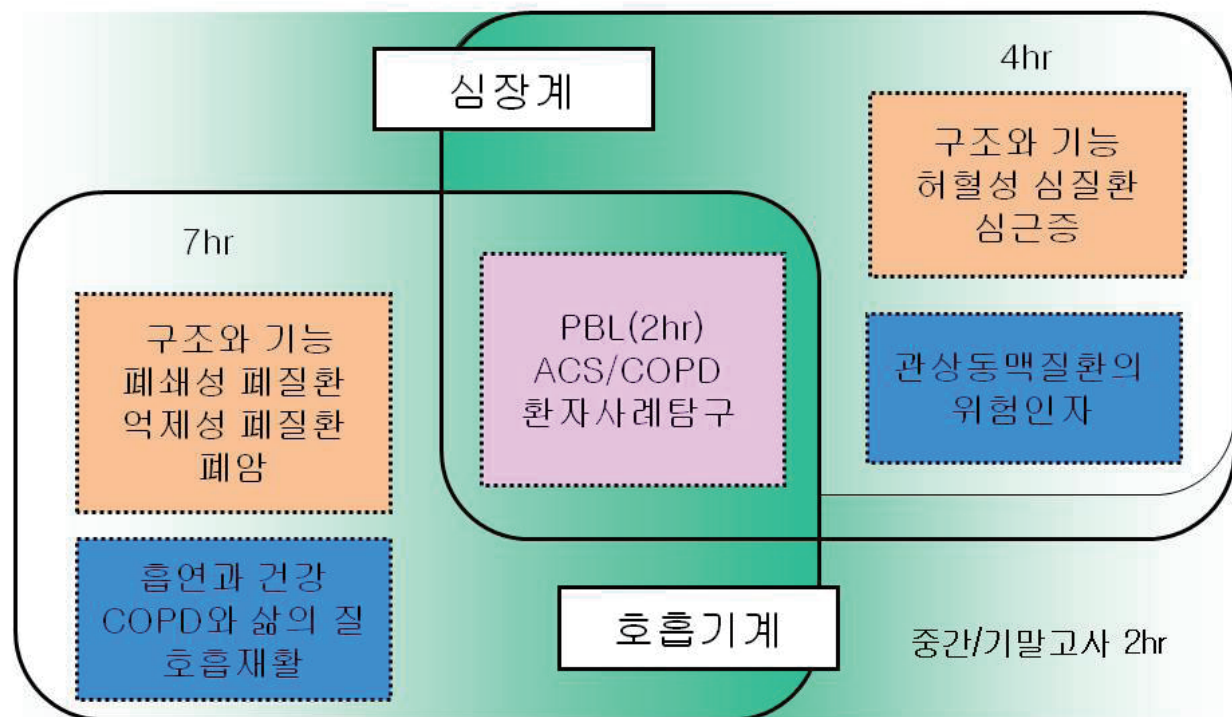 심장계
4hr
구조와 기능
허혈성 심질환
심근증
관상동맥질환의
위험인자
7hr
구조와 기능
폐쇄성 폐질환
억제성 폐질환
폐암
흡연과 건강
COPD와 삶의 질
호흡재활
PBL(2hr)
ACS/COPD
환자사례탐구
호흡기계
중간/기말고사 2hr